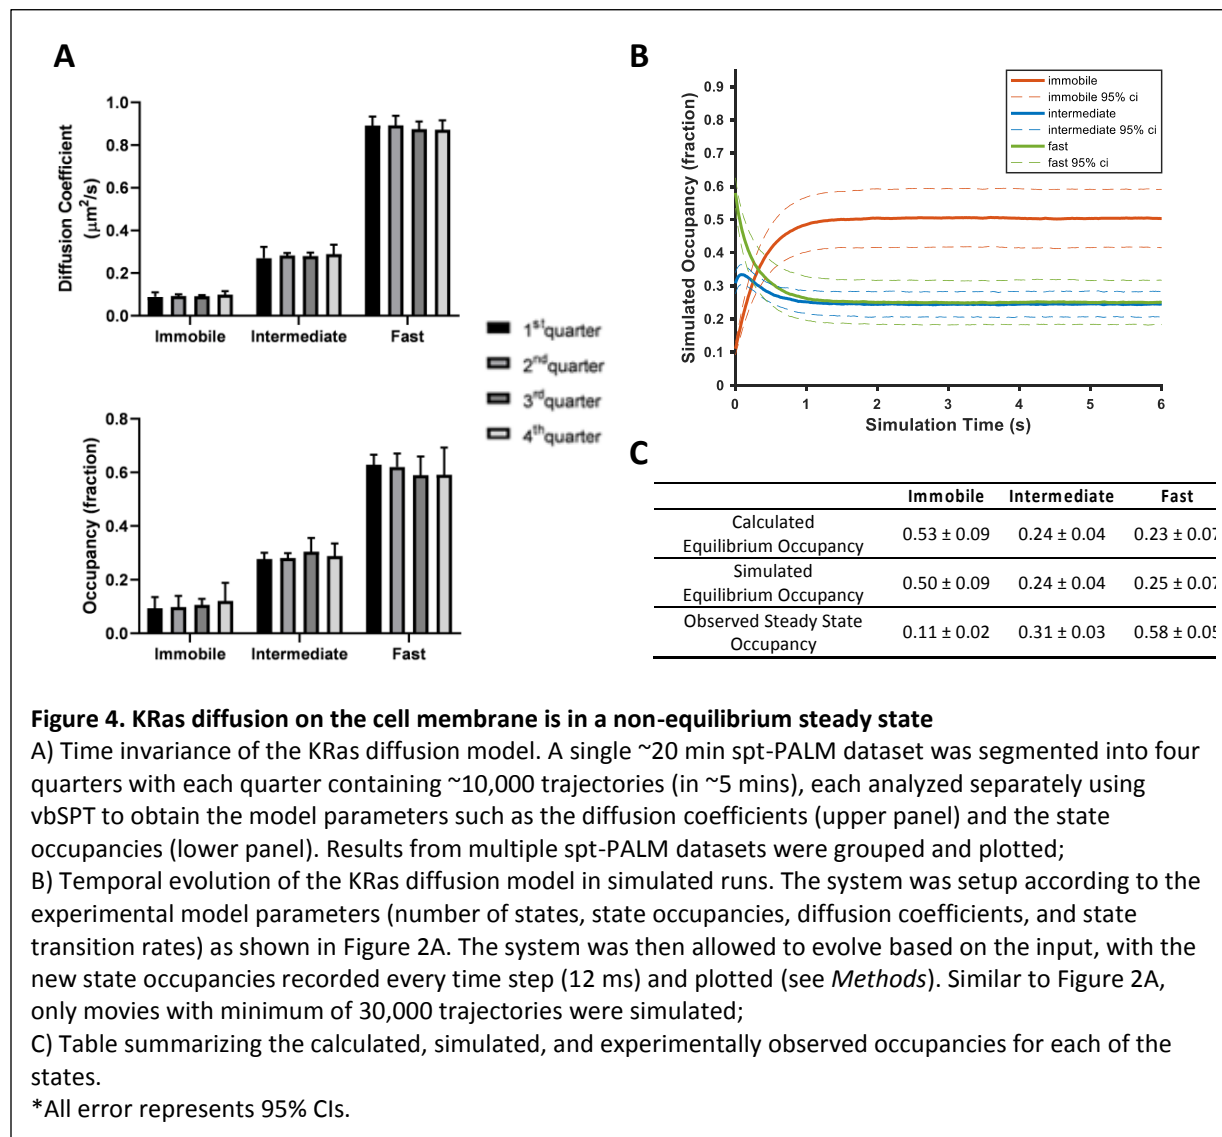 A
Diffusion Coefficient
(μm²/s)
1.0
0.8
0.6
0.4
0.2
0.0
Immobile Intermediate Fast
1st quarter
2nd quarter
3rd quarter
4th quarter
Occupancy (fraction)
0.8
0.6
0.4
0.2
0.0
Immobile Intermediate Fast
B
Simulated Occupancy (fraction)
0.9
0.8
0.7
0.6
0.5
0.4
0.3
0.2
0.1
0
0 1 2 3 4 5 6
Simulation Time (s)
immobile
immobile 95% ci
intermediate
intermediate 95% ci
fast
fast 95% ci
C
Immobile Intermediate Fast
Calculated
Equilibrium Occupancy 0.53 ± 0.09 0.24 ± 0.04 0.23 ± 0.07
Simulated
Equilibrium Occupancy 0.50 ± 0.09 0.24 ± 0.04 0.25 ± 0.07
Observed Steady State
Occupancy 0.11 ± 0.02 0.31 ± 0.03 0.58 ± 0.05
Figure 4. KRas diffusion on the cell membrane is in a non-equilibrium steady state
A) Time invariance of the KRas diffusion model. A single ~20 min spt-PALM dataset was segmented into four
quarters with each quarter containing ~10,000 trajectories (in ~5 mins), each analyzed separately using
vbSPT to obtain the model parameters such as the diffusion coefficients (upper panel) and the state
occupancies (lower panel). Results from multiple spt-PALM datasets were grouped and plotted;
B) Temporal evolution of the KRas diffusion model in simulated runs. The system was setup according to the
experimental model parameters (number of states, state occupancies, diffusion coefficients, and state
transition rates) as shown in Figure 2A. The system was then allowed to evolve based on the input, with the
new state occupancies recorded every time step (12 ms) and plotted (see Methods). Similar to Figure 2A,
only movies with minimum of 30,000 trajectories were simulated;
C) Table summarizing the calculated, simulated, and experimentally observed occupancies for each of the
states.
*All error represents 95% CIs.